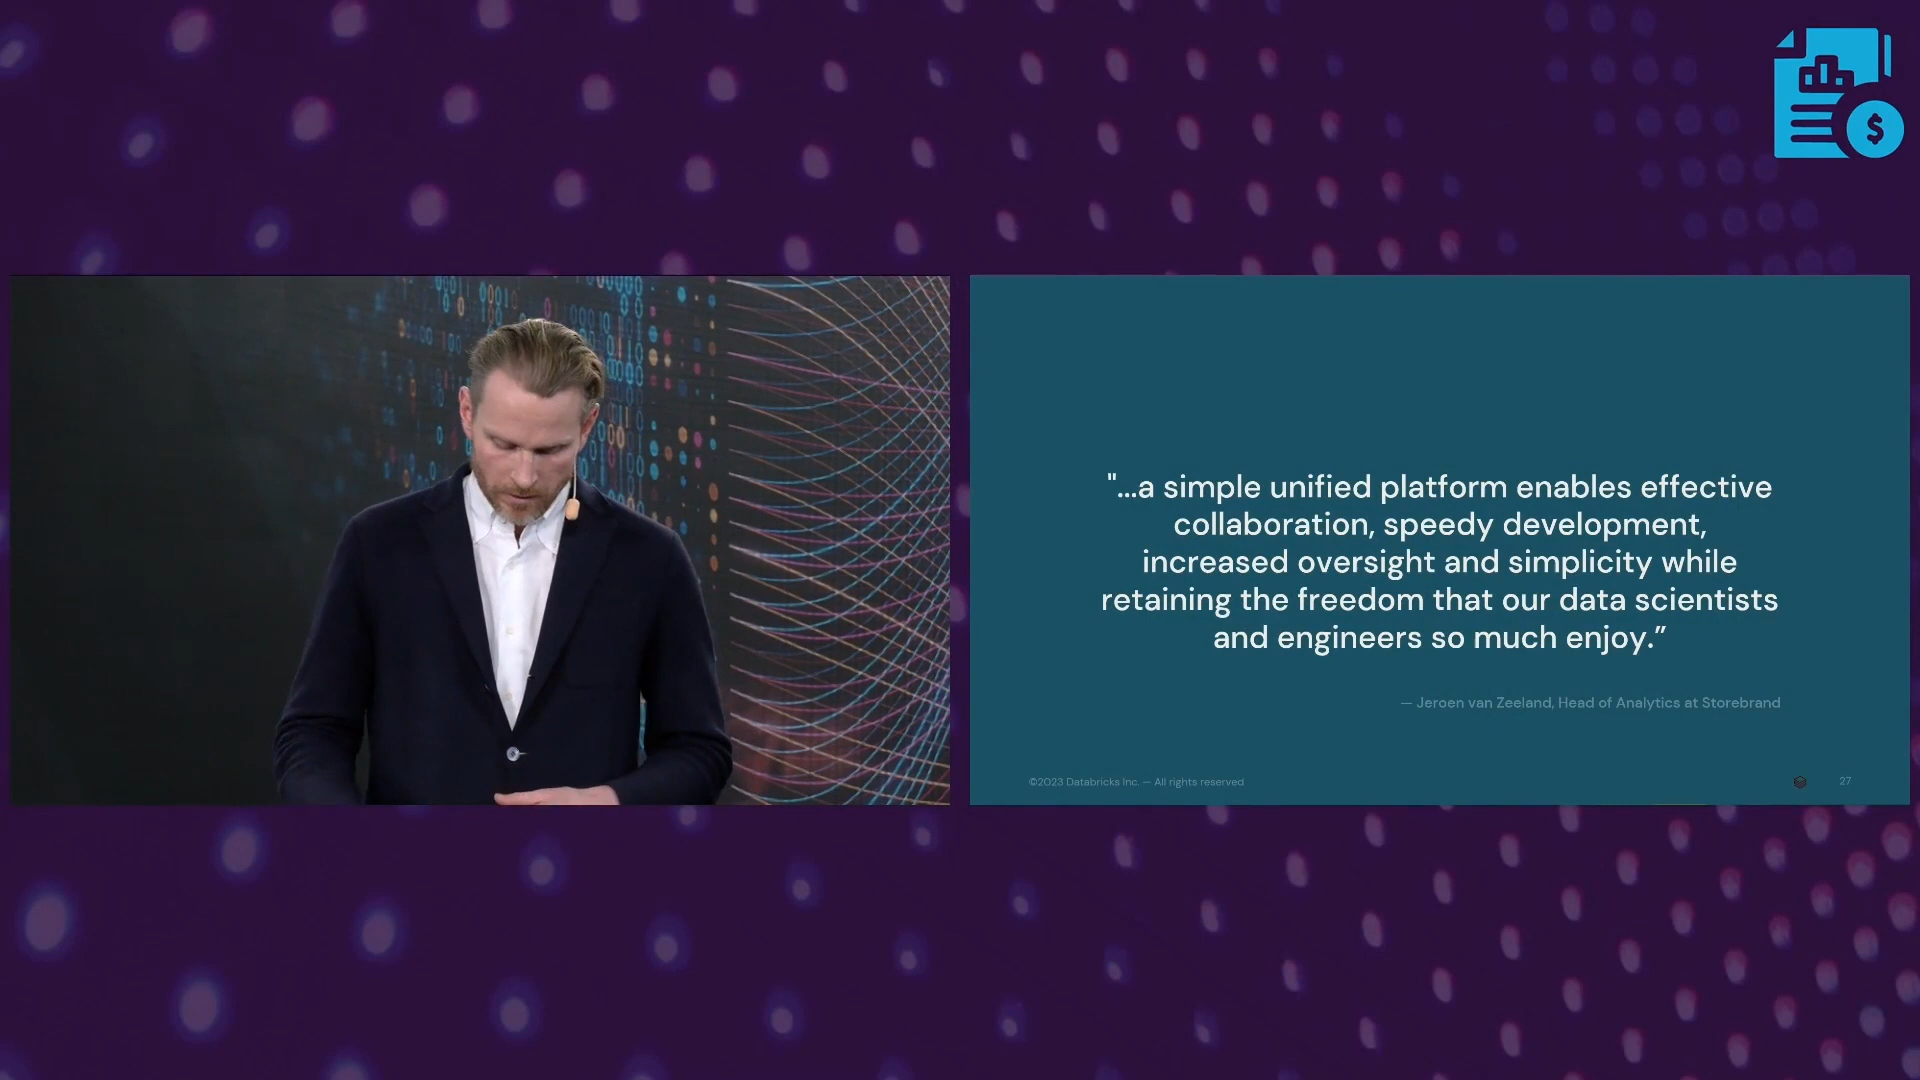 "...a simple unified platform enables effective
collaboration, speedy development,
increased oversight and simplicity while
retaining the freedom that our data scientists
and engineers so much enjoy.”
— Jeroen van Zeeland, Head of Analytics at Storebrand
©2023 Databricks Inc. — All rights reserved
27
$